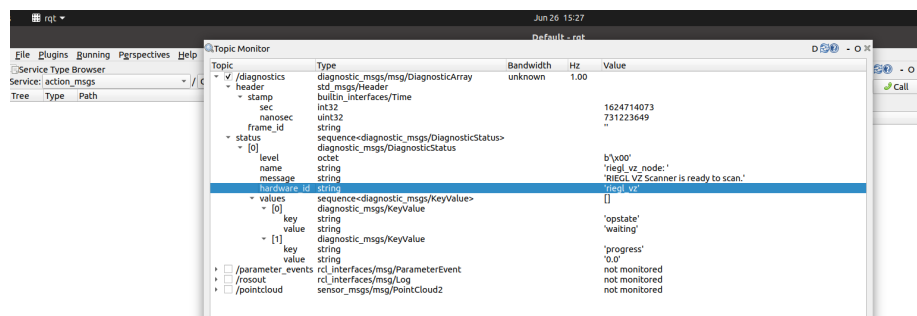 rqt
Jun 26 15:27
Default - rqt
File Plugins Running Perspectives Help
Service Type Browser
Service: action_msgs / C
Tree Type Path
Topic Monitor D - O
Topic Type Bandwidth Hz Value
/diagnostics diagnostic_msgs/msg/DiagnosticArray unknown 1.00
header std_msgs/Header
stamp builtin_interfaces/Time
sec int32 1624714073
nanosec uint32 731223649
frame_id string ''
status sequence<diagnostic_msgs/DiagnosticStatus>
[0] diagnostic_msgs/DiagnosticStatus
level octet b'\x00'
name string 'riegl_vz_node: '
message string 'RIEGL VZ Scanner is ready to scan.'
hardware_id string 'riegl_vz'
values sequence<diagnostic_msgs/KeyValue> []
[0] diagnostic_msgs/KeyValue
key string 'opstate'
value string 'waiting'
[1] diagnostic_msgs/KeyValue
key string 'progress'
value string '0.0'
/parameter_events rcl_interfaces/msg/ParameterEvent not monitored
/rosout rcl_interfaces/msg/Log not monitored
/pointcloud sensor_msgs/msg/PointCloud2 not monitored
- O
Call